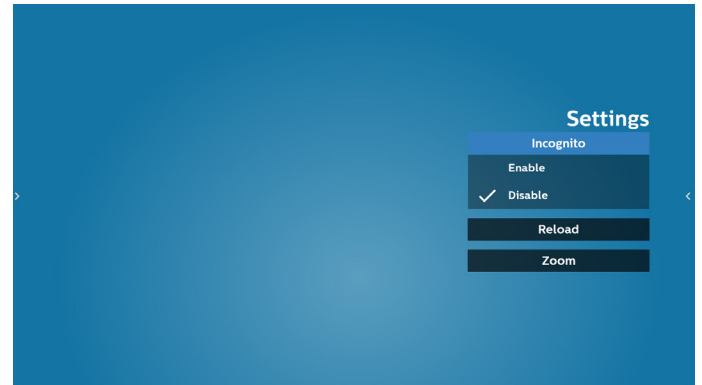 Settings
Incognito
Enable
Disable
Reload
Zoom